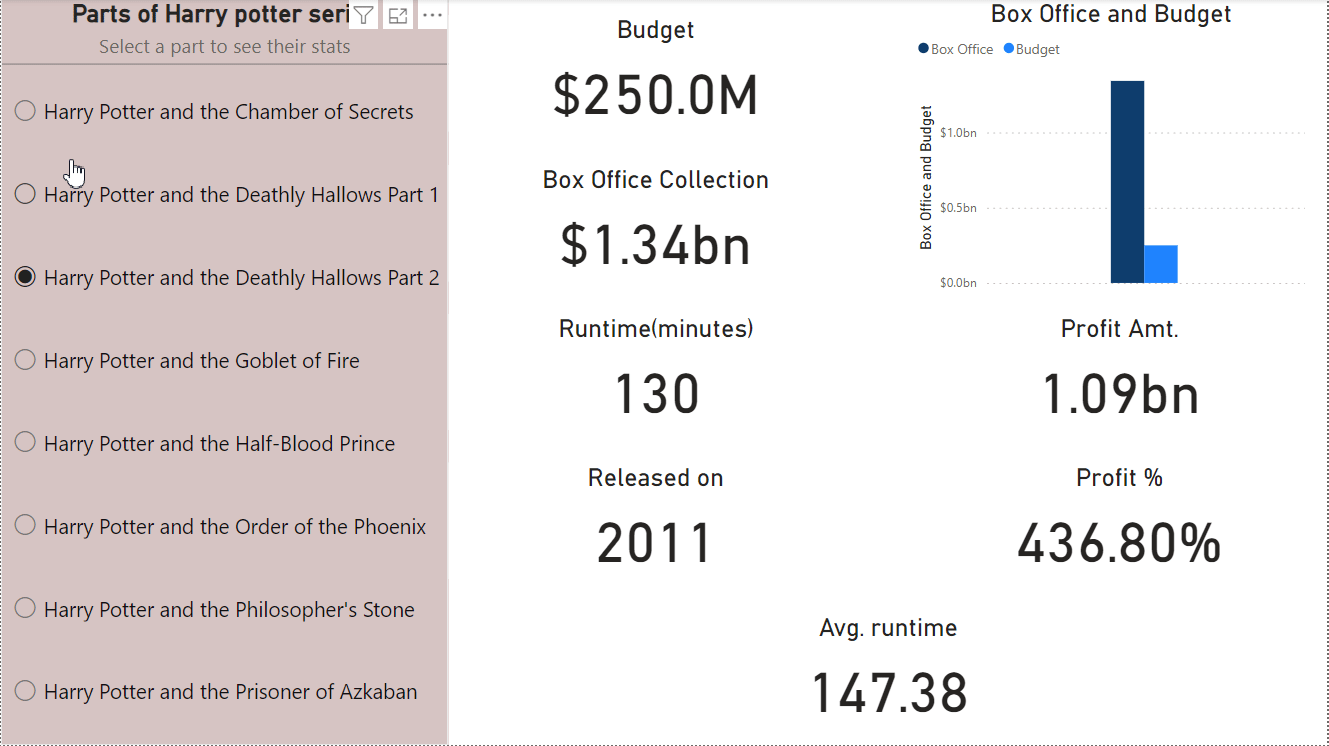 Parts of Harry potter seri
Select a part to see their stats
Harry Potter and the Chamber of Secrets
Harry Potter and the Deathly Hallows Part 1
Harry Potter and the Deathly Hallows Part 2
Harry Potter and the Goblet of Fire
Harry Potter and the Half-Blood Prince
Harry Potter and the Order of the Phoenix
Harry Potter and the Philosopher's Stone
Harry Potter and the Prisoner of Azkaban
Budget
$250.0M
Box Office Collection
$1.34bn
Runtime(minutes)
130
Released on
2011
Box Office and Budget
Box Office Budget
Box Office and Budget
$1.0bn
$0.5bn
$0.0bn
Profit Amt.
1.09bn
Profit %
436.80%
Avg. runtime
147.38